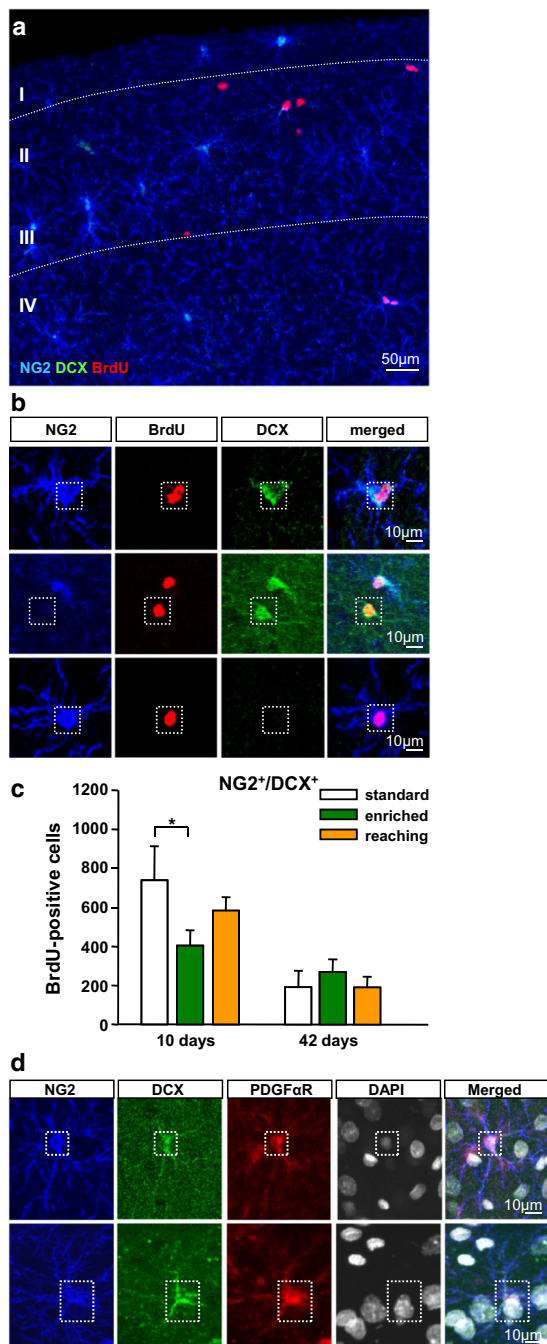 a
I
II
III
IV
NG2 DCX BrdU
50μm
b
NG2 BrdU DCX merged
10μm
10μm
10μm
c
NG2⁺/DCX⁺
standard
enriched
reaching
*
BrdU-positive cells
1200
1000
800
600
400
200
0
10 days 42 days
d
NG2 DCX PDGFαR DAPI Merged
10μm
10μm